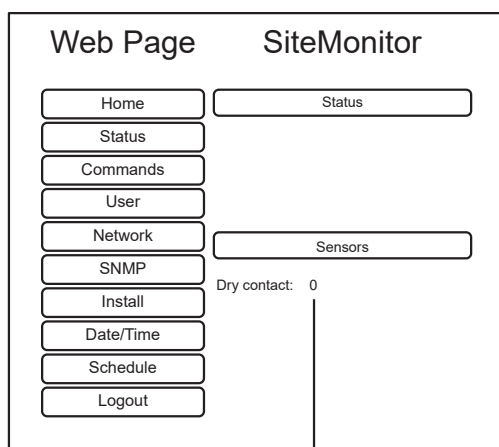 Web Page
SiteMonitor
Home
Status
Commands
User
Network
SNMP
Install
Date/Time
Schedule
Logout
Status
Sensors
Dry contact: 0